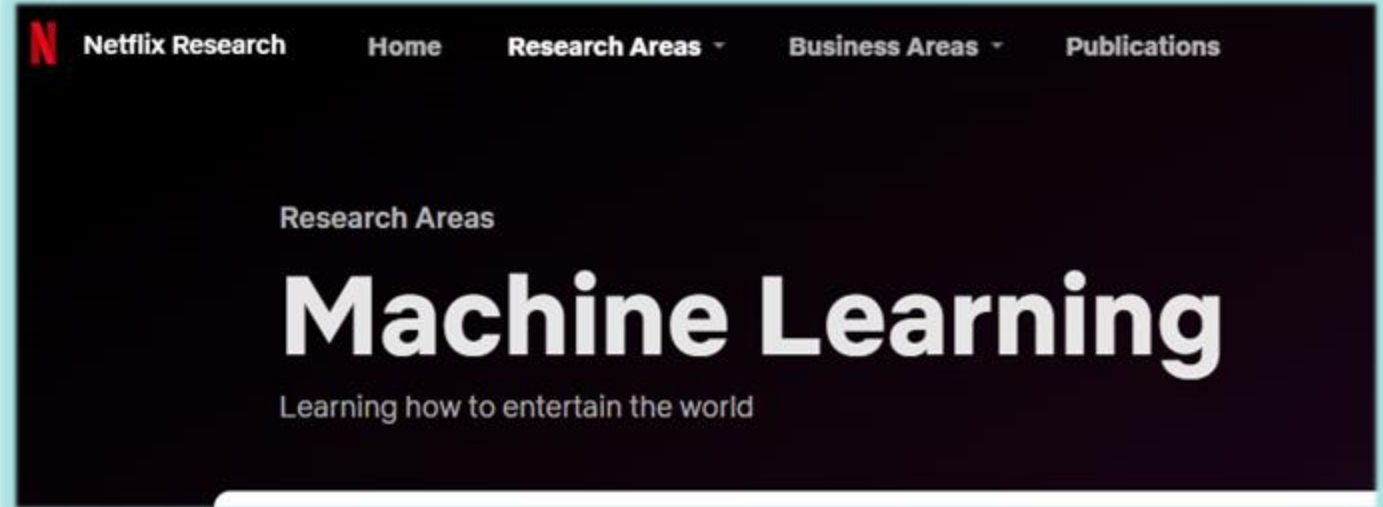 N Netflix Research Home Research Areas Business Areas Publications
Research Areas
Machine Learning
Learning how to entertain the world